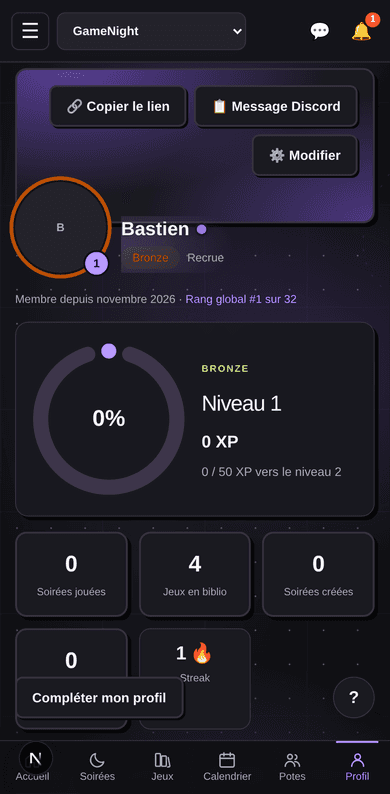 GameNight
1
Copier le lien
Message Discord
Modifier
B
1
Bastien
Bronze
Recrue
Membre depuis novembre 2026 · Rang global #1 sur 32
0%
BRONZE
Niveau 1
0 XP
0 / 50 XP vers le niveau 2
0
Soirées jouées
4
Jeux en biblio
0
Soirées créées
0
1 🔥
Streak
Compléter mon profil
?
N
Accueil
Soirées
Jeux
Calendrier
Potes
Profil